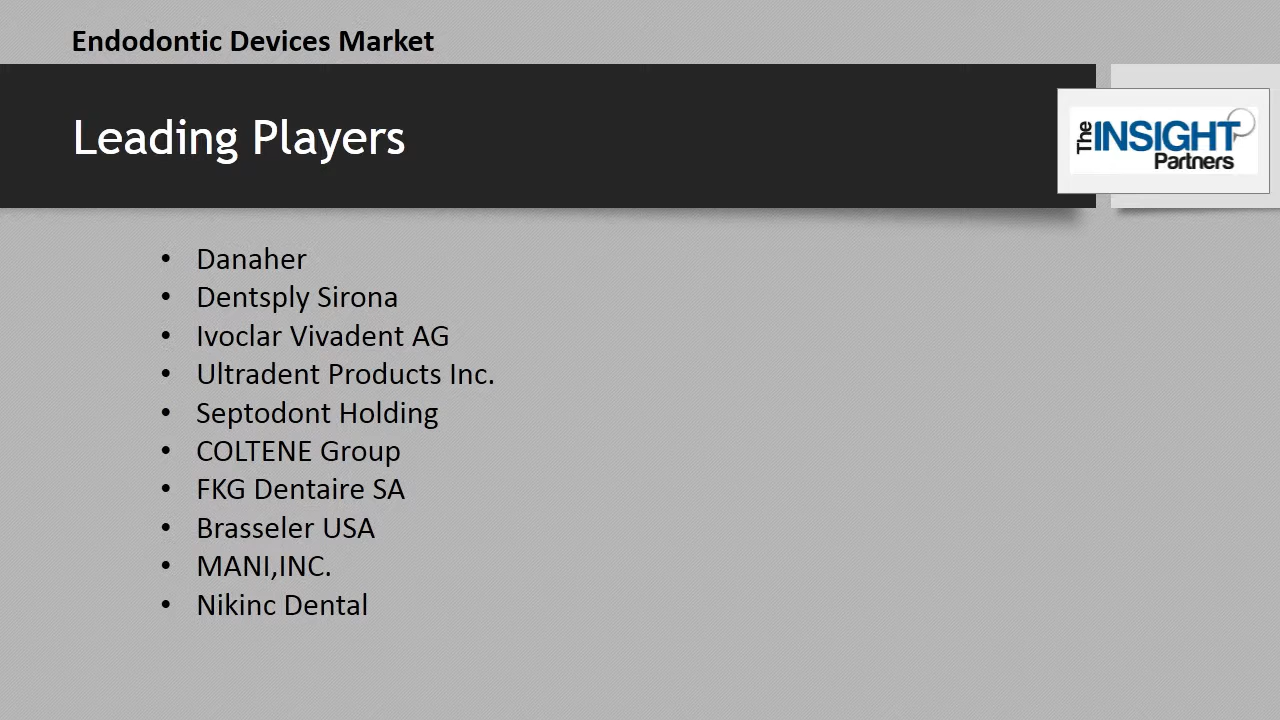 Endodontic Devices Market
Leading Players
The INSIGHT
Partners
• Danaher
• Dentsply Sirona
• Ivoclar Vivadent AG
• Ultradent Products Inc.
• Septodont Holding
• COLTENE Group
• FKG Dentaire SA
• Brasseler USA
• MANI,INC.
• Nikinc Dental